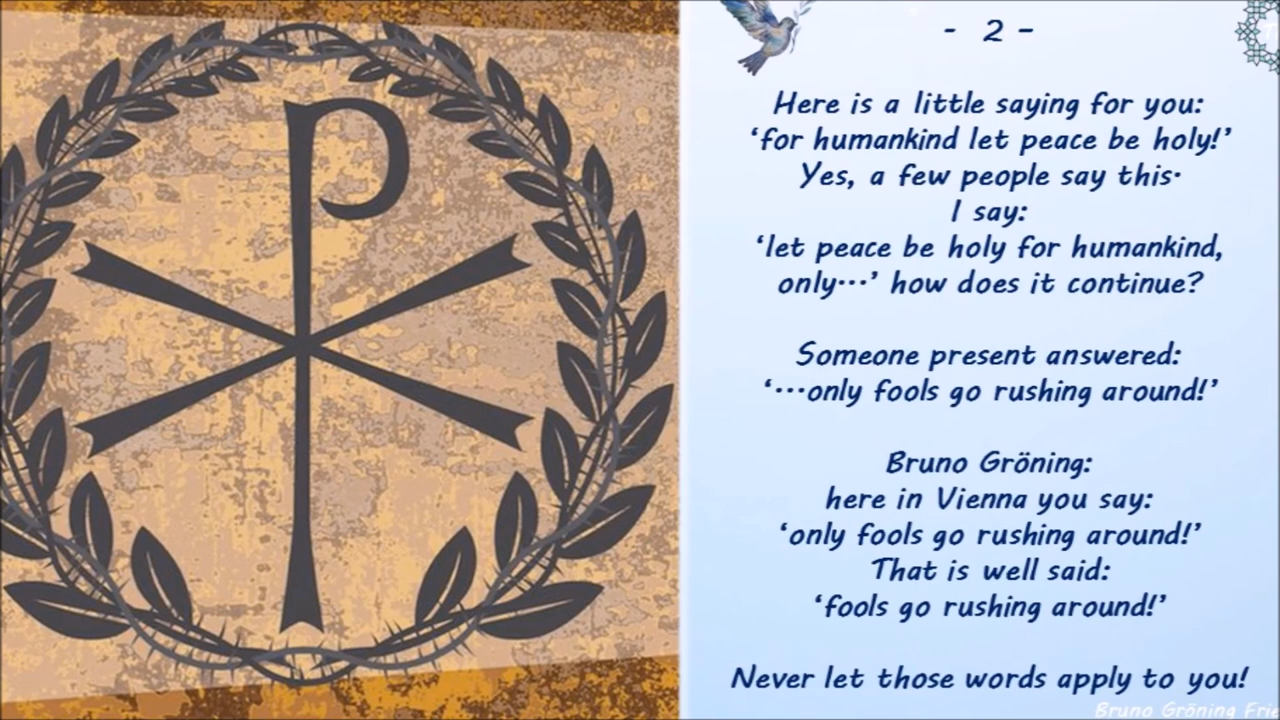 - 2 -
Here is a little saying for you:
‘for humankind let peace be holy!’
Yes, a few people say this·
I say:
‘let peace be holy for humankind,
only···’ how does it continue?
Someone present answered:
‘···only fools go rushing around!’
Bruno Gröning:
here in Vienna you say:
‘only fools go rushing around!’
That is well said:
‘fools go rushing around!’
Never let those words apply to you!
Bruno Gröning Frie